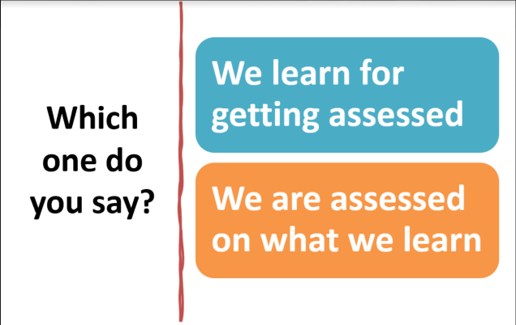 Which
one do
you say?
We learn for
getting assessed
We are assessed
on what we learn